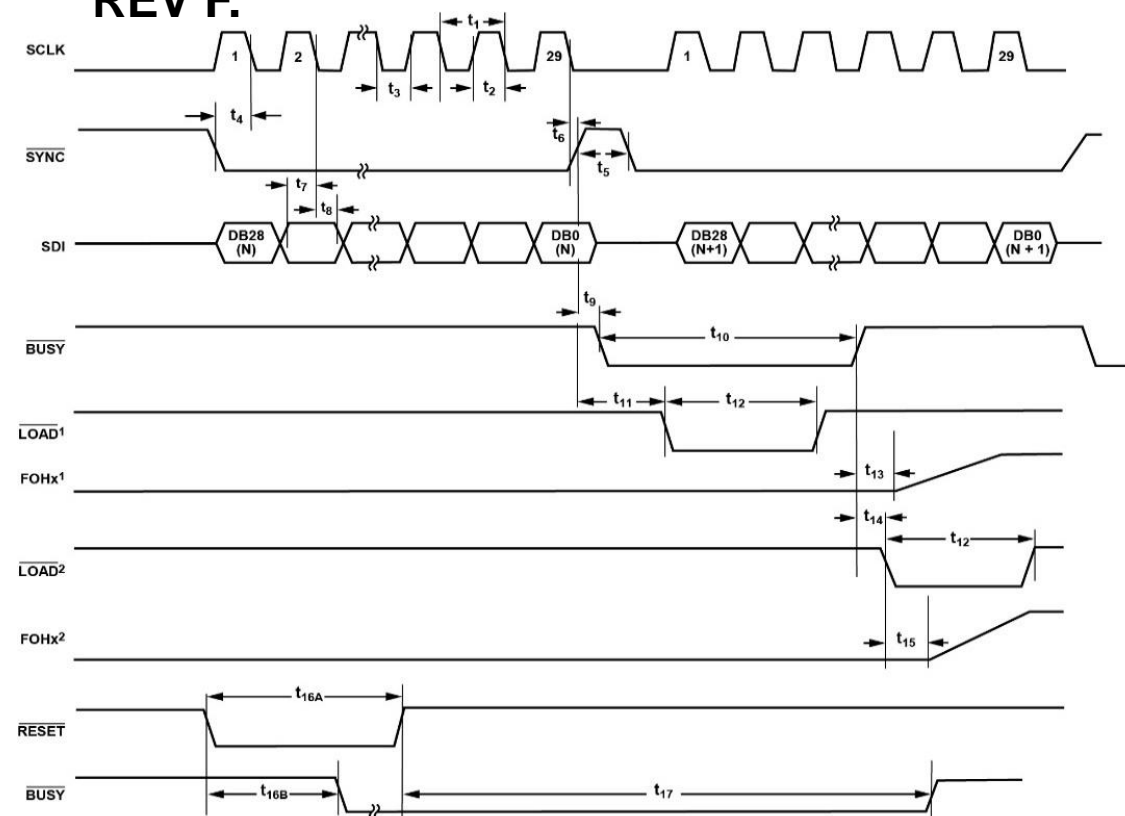 REV F.
t1
SCLK
1
2
29
1
29
t3
t2
t4
t6
SYNC
t5
t7
t8
SDI
DB28
(N)
DB0
(N)
DB28
(N+1)
DB0
(N + 1)
t9
BUSY
t10
t11
t12
LOAD1
FOHx1
t13
t14
LOAD2
t12
FOHx2
t15
t16A
RESET
BUSY
t16B
t17